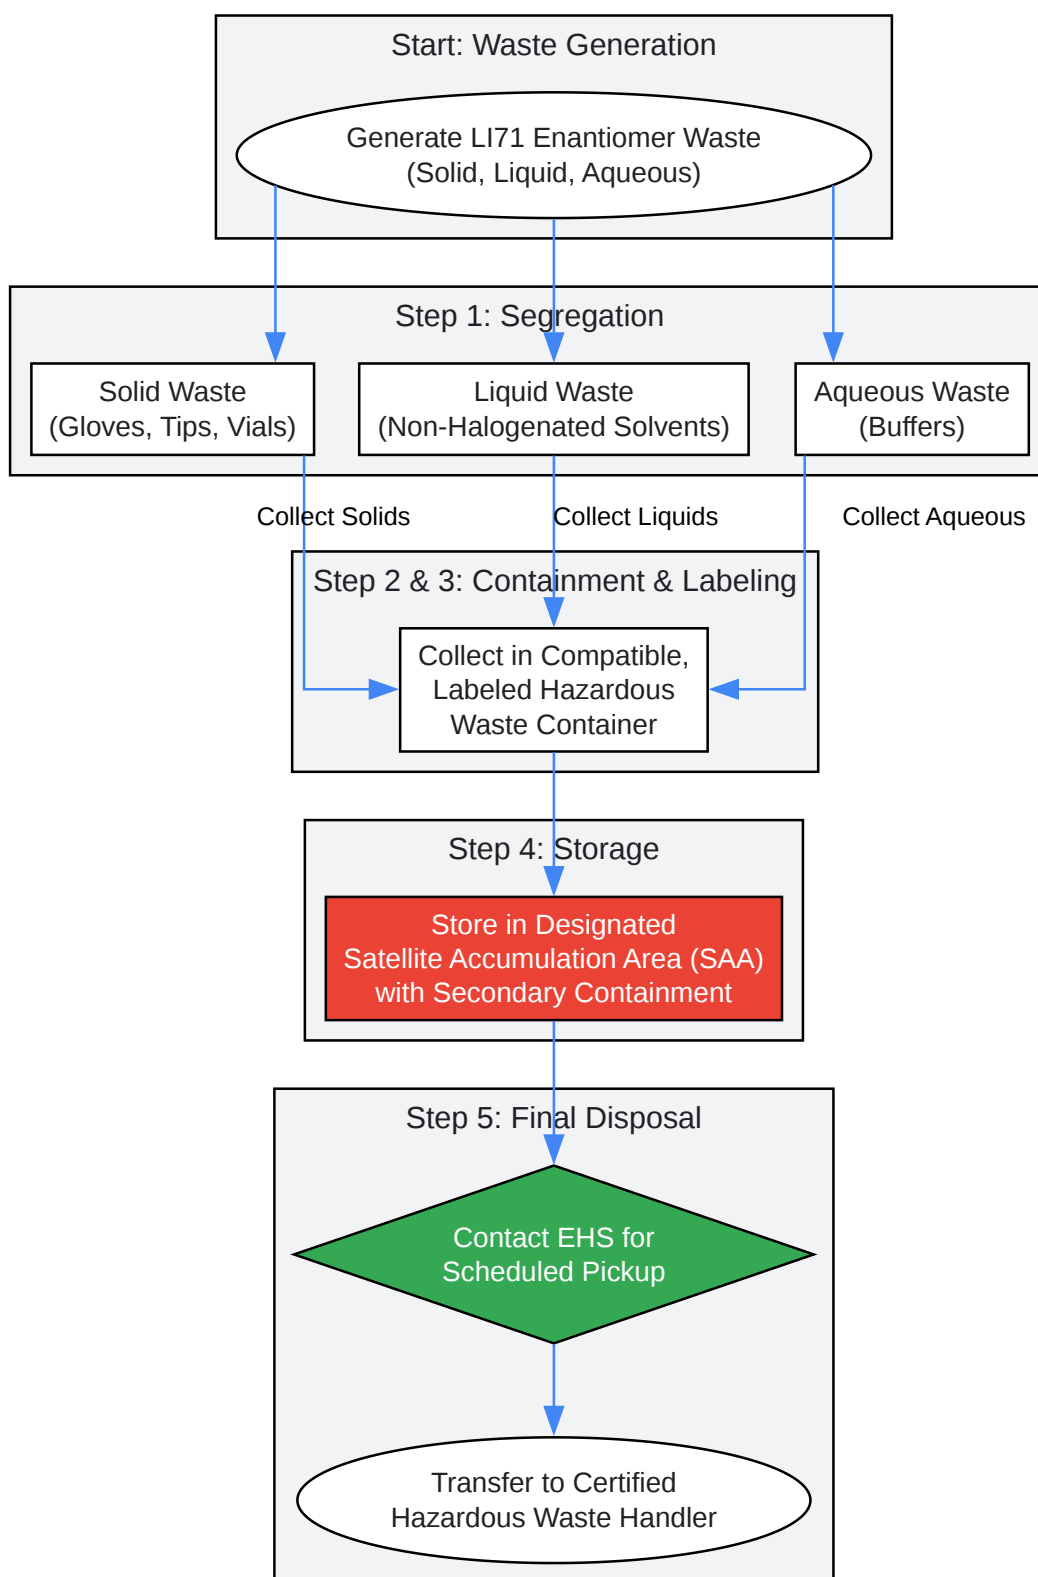 Start: Waste Generation
Generate LI71 Enantiomer Waste
(Solid, Liquid, Aqueous)
Step 1: Segregation
Solid Waste
(Gloves, Tips, Vials)
Liquid Waste
(Non-Halogenated Solvents)
Aqueous Waste
(Buffers)
Collect Solids
Collect Liquids
Collect Aqueous
Step 2 & 3: Containment & Labeling
Collect in Compatible,
Labeled Hazardous
Waste Container
Step 4: Storage
Store in Designated
Satellite Accumulation Area (SAA)
with Secondary Containment
Step 5: Final Disposal
Contact EHS for
Scheduled Pickup
Transfer to Certified
Hazardous Waste Handler